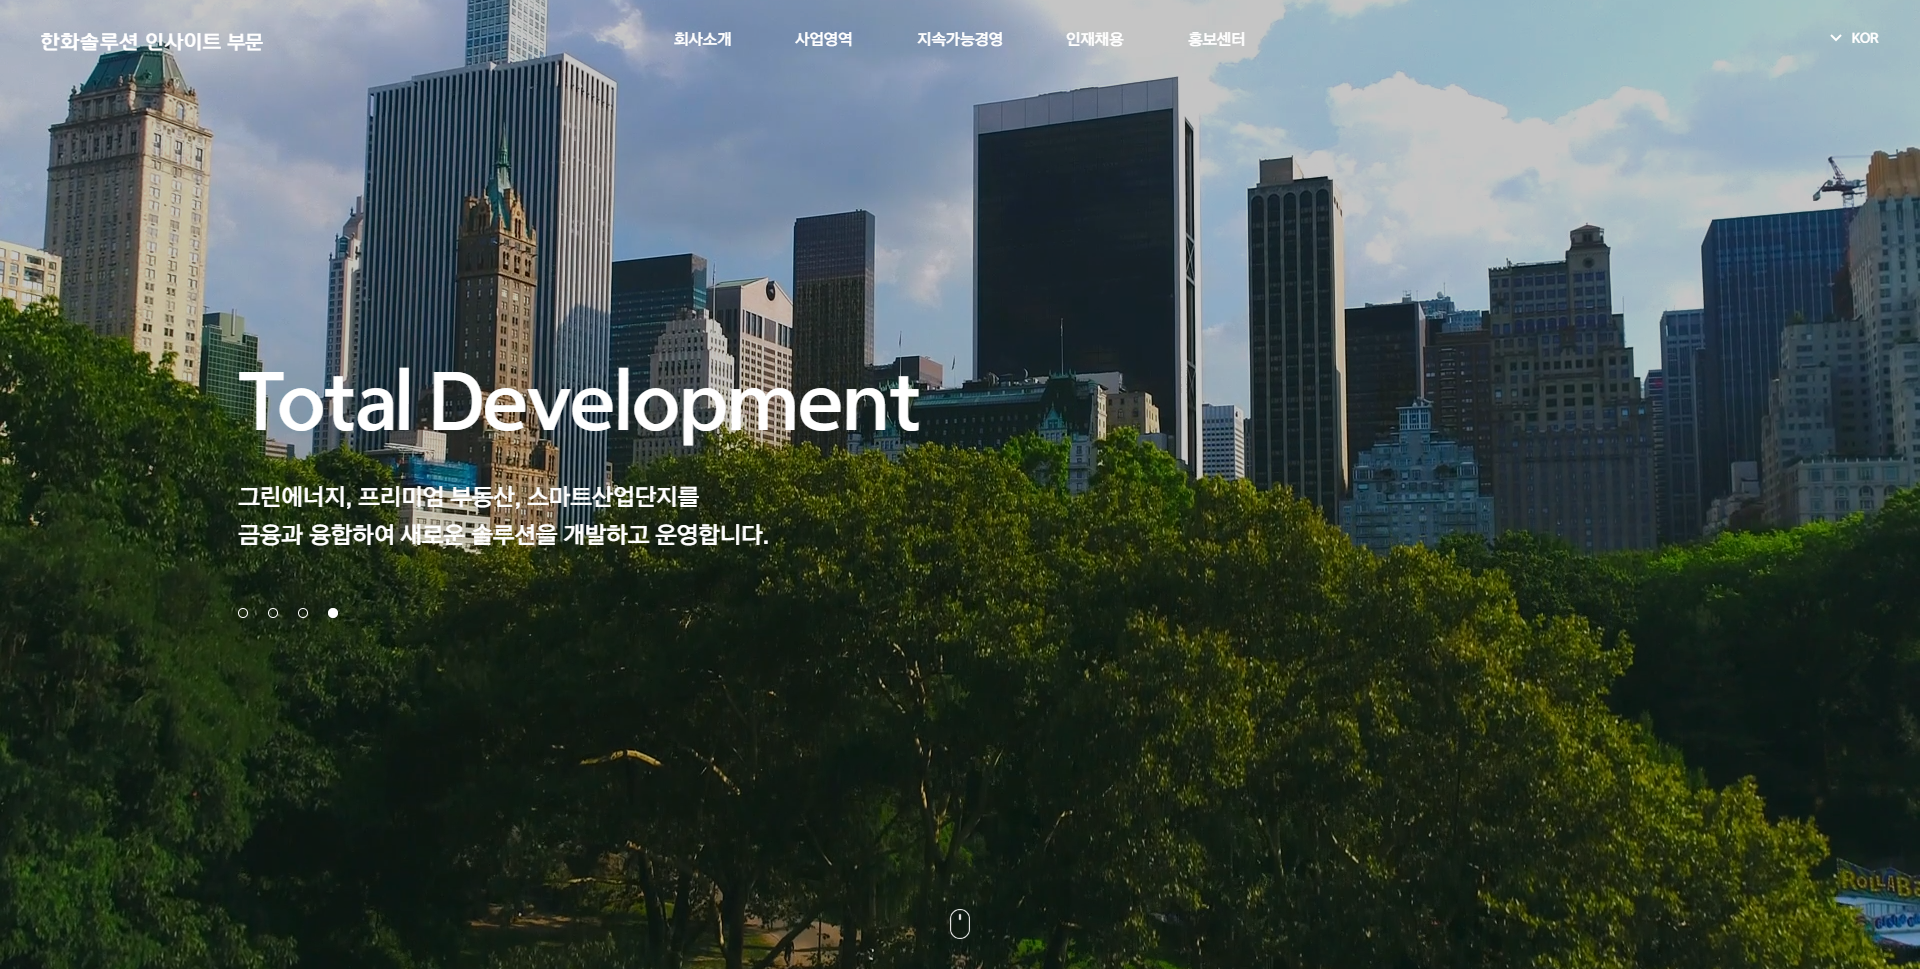 한화솔루션 인사이트 부문
회사소개
사업영역
지속가능경영
인재채용
홍보센터
KOR
Total Development
그린에너지, 프리미엄 부동산, 스마트산업단지를
금융과 융합하여 새로운 솔루션을 개발하고 운영합니다.